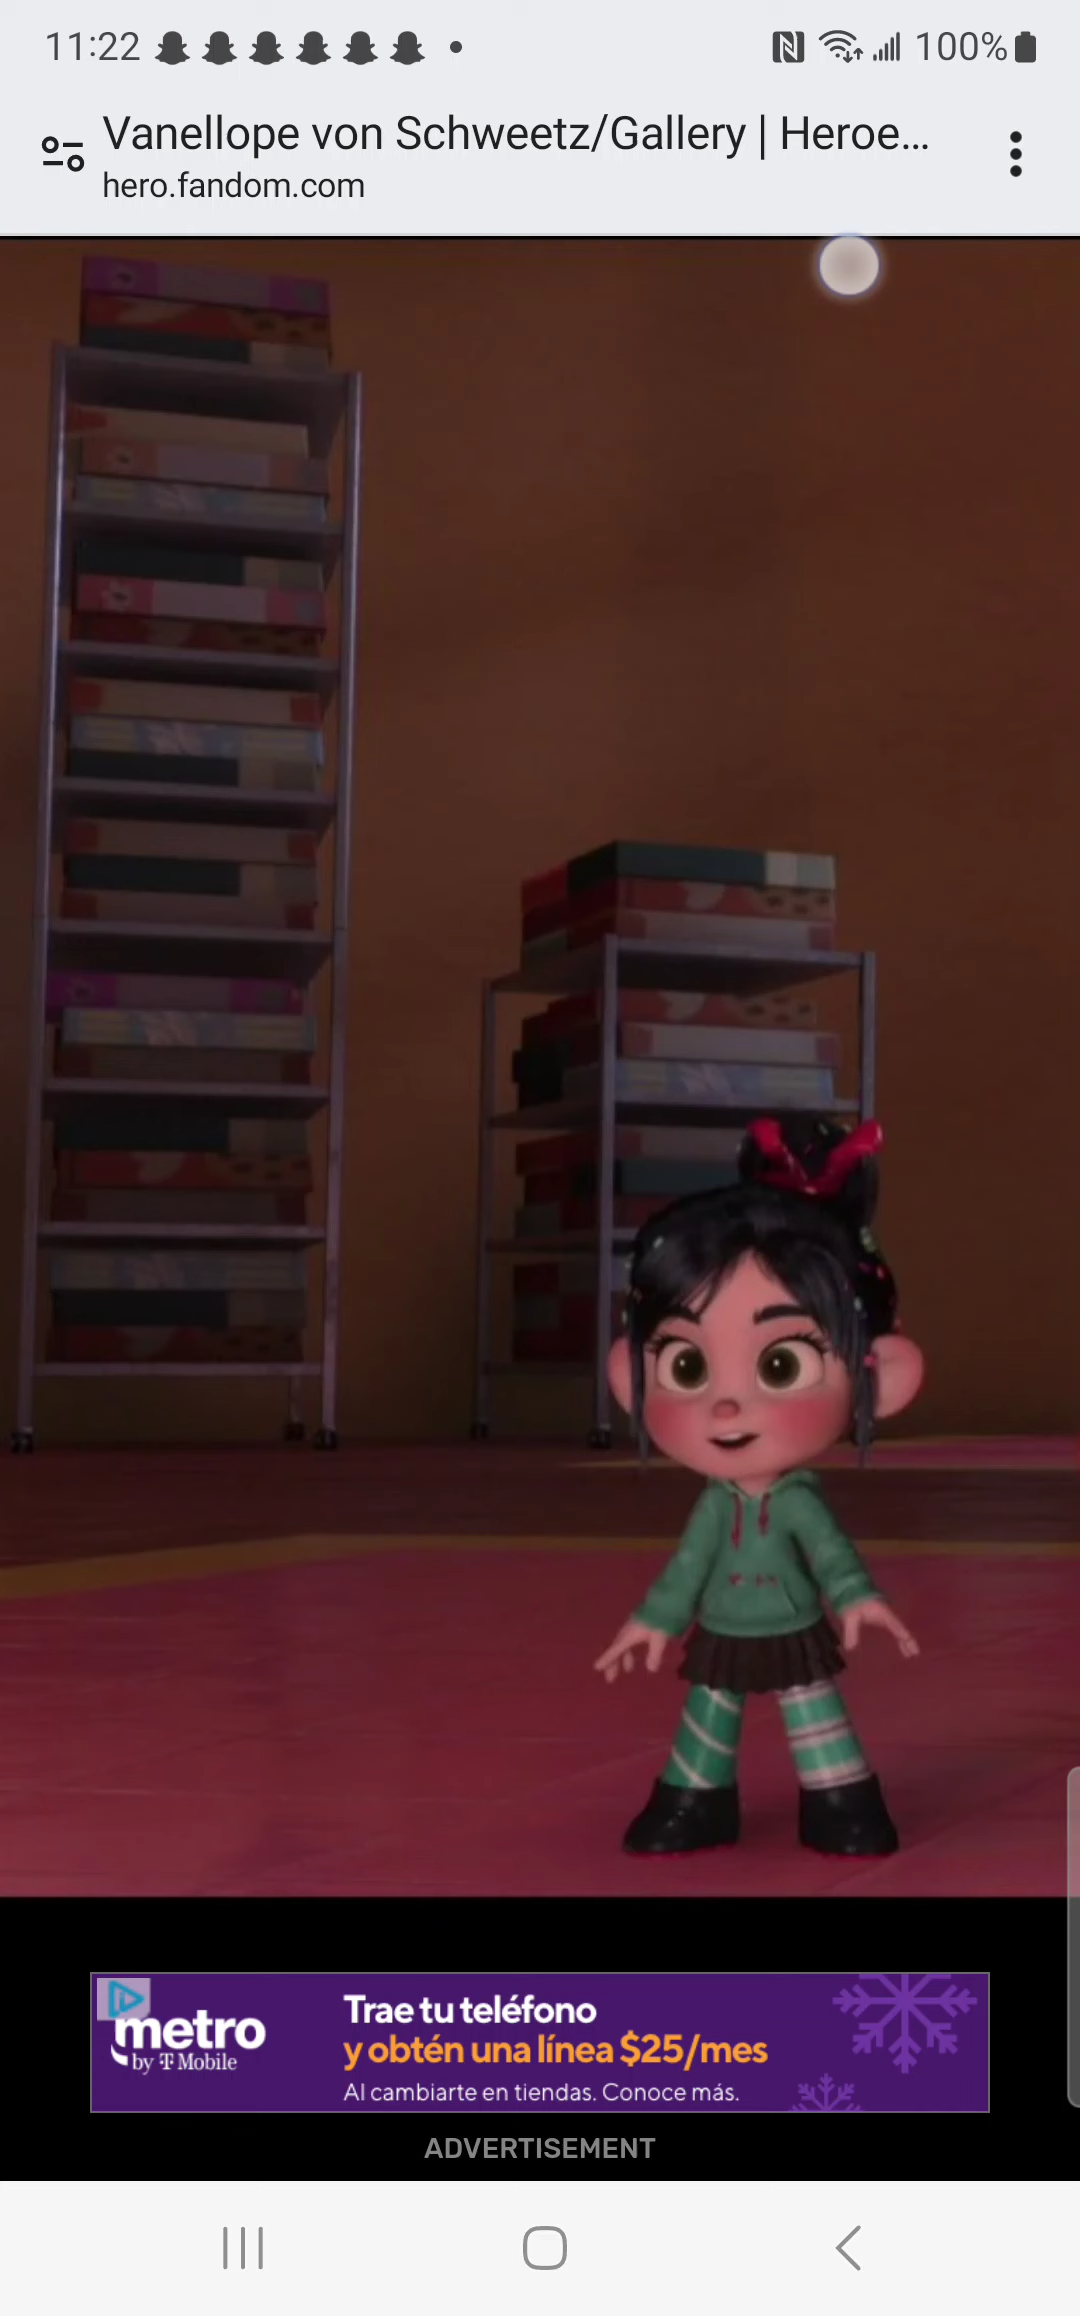 11:22
100%
Vanellope von Schweetz/Gallery | Heroe...
hero.fandom.com
metro
by T Mobile
Trae tu teléfono
y obtén una línea $25/mes
Al cambiarte en tiendas. Conoce más.
ADVERTISEMENT